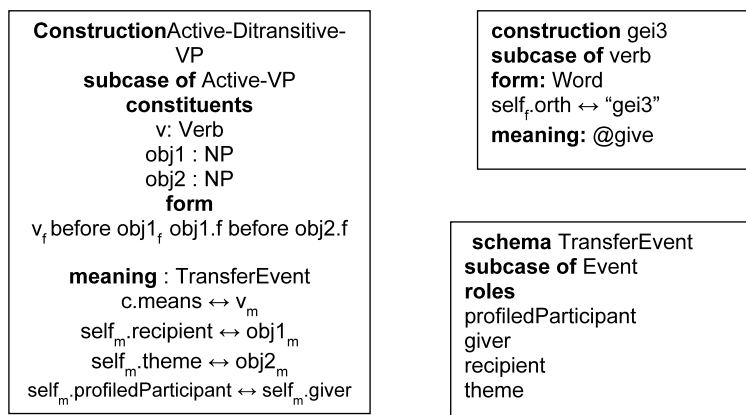 ConstructionActive-Ditransitive-
VP
subcase of Active-VP
constituents
v: Verb
obj1 : NP
obj2 : NP
form
vf before obj1f obj1.f before obj2.f
meaning : TransferEvent
c.means ↔ vm
selfm.recipient ↔ obj1m
selfm.theme ↔ obj2m
selfm.profiledParticipant ↔ selfm.giver
construction gei3
subcase of verb
form: Word
selff.orth ↔ “gei3”
meaning: @give
schema TransferEvent
subcase of Event
roles
profiledParticipant
giver
recipient
theme